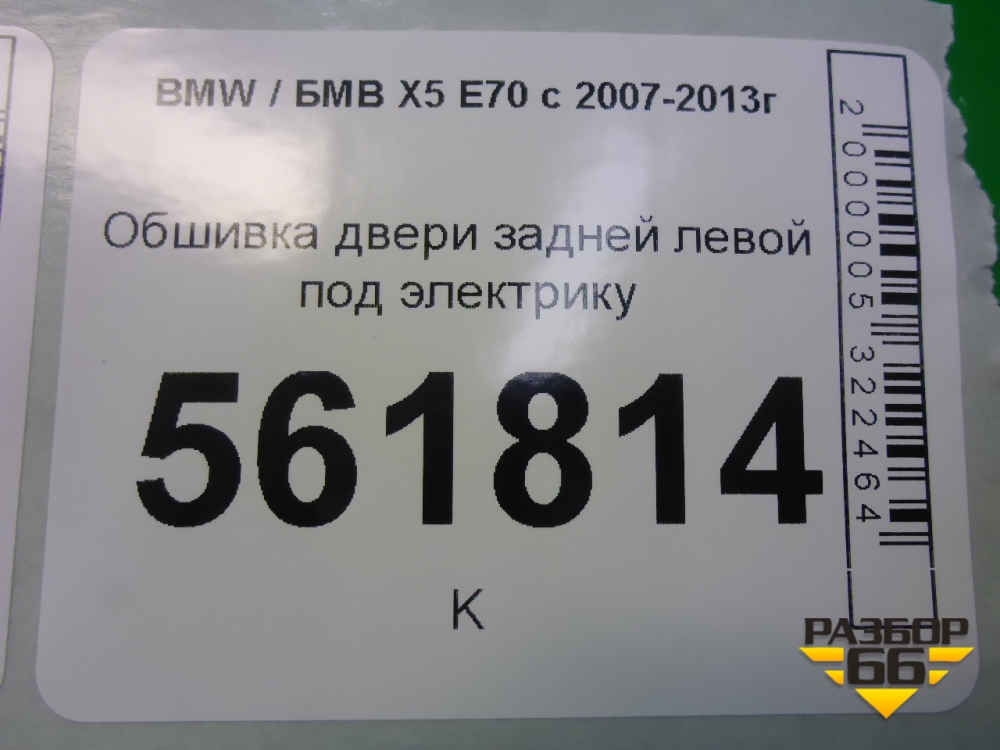 BMW / БМВ X5 E70 с 2007-2013г
Обшивка двери задней левой
под электрику
561814
К
2000005322464
РАЗБОР
66